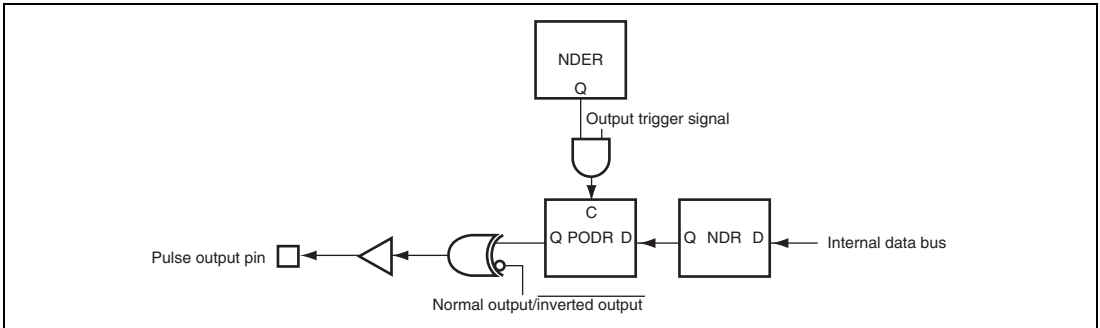 NDER
Q
Output trigger signal
C
Q PODR D
Q NDR D
Internal data bus
Pulse output pin
Normal output/inverted output